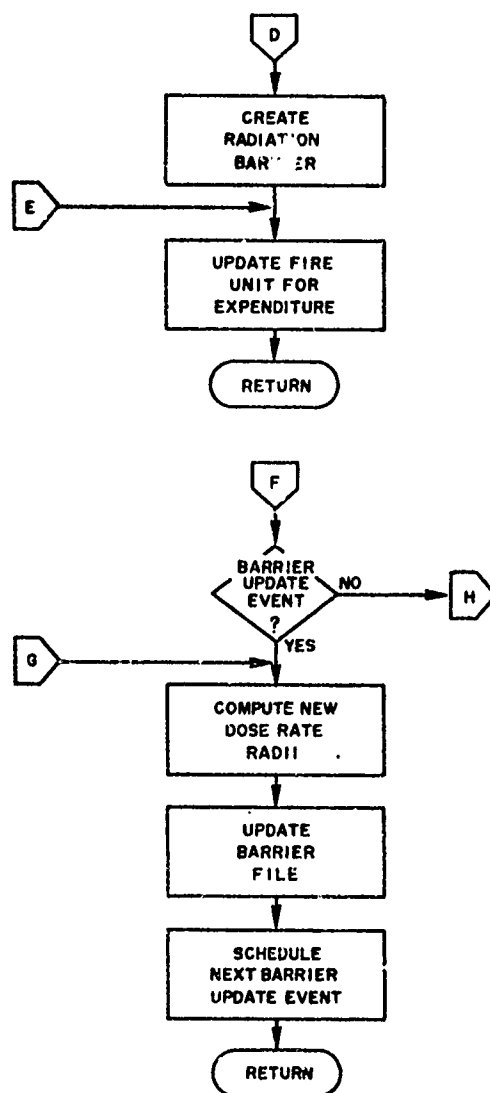 D
CREATE
RADIATION
BARRIER
E
UPDATE FIRE
UNIT FOR
EXPENDITURE
RETURN
F
BARRIER
UPDATE
EVENT
?
NO
H
YES
G
COMPUTE NEW
DOSE RATE
RADII
UPDATE
BARRIER
FILE
SCHEDULE
NEXT BARRIER
UPDATE EVENT
RETURN